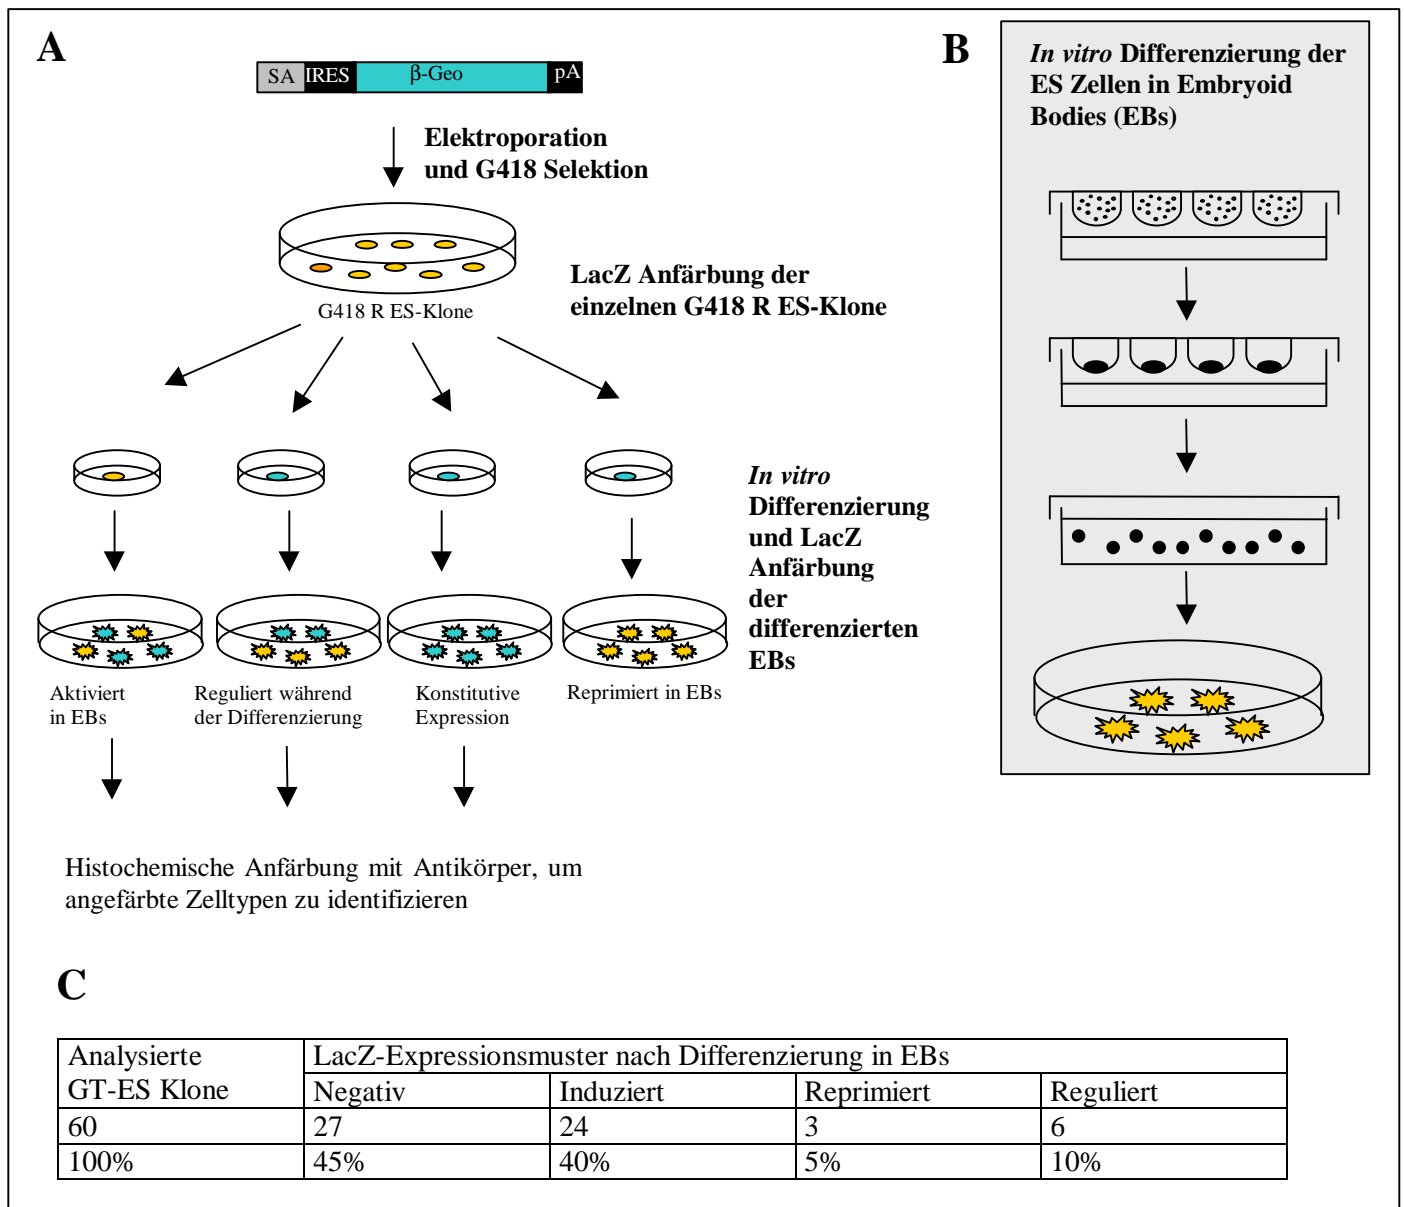 A
SA IRES β-Geo pA
Elektroporation
und G418 Selektion
G418 R ES-Klone
LacZ Anfärbung der
einzelnen G418 R ES-Klone
In vitro
Differenzierung
und LacZ
Anfärbung
der
differenzierten
EBs
Aktiviert
in EBs
Reguliert während
der Differenzierung
Konstitutive
Expression
Reprimiert in EBs
Histochemische Anfärbung mit Antikörper, um
angefärbte Zelltypen zu identifizieren
B
In vitro Differenzierung der
ES Zellen in Embryoid
Bodies (EBs)
C
Analysierte
GT-ES Klone
LacZ-Expressionsmuster nach Differenzierung in EBs
Negativ Induziert Reprimiert Reguliert
60 27 24 3 6
100% 45% 40% 5% 10%